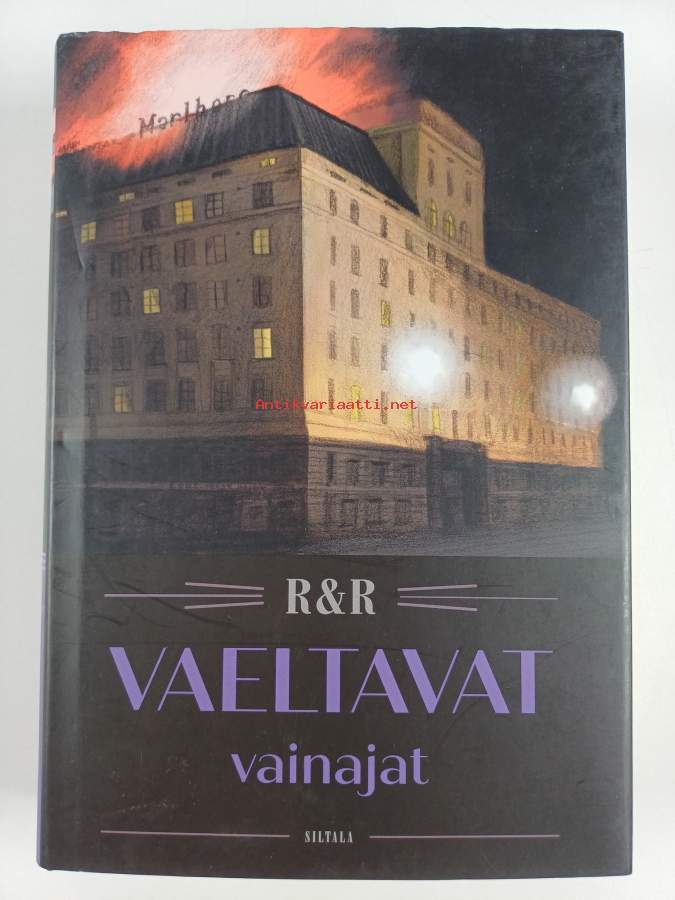 Marlboro
Antikvariaatti.net
R&R
VAELTAVAT
vainajat
SILTALA